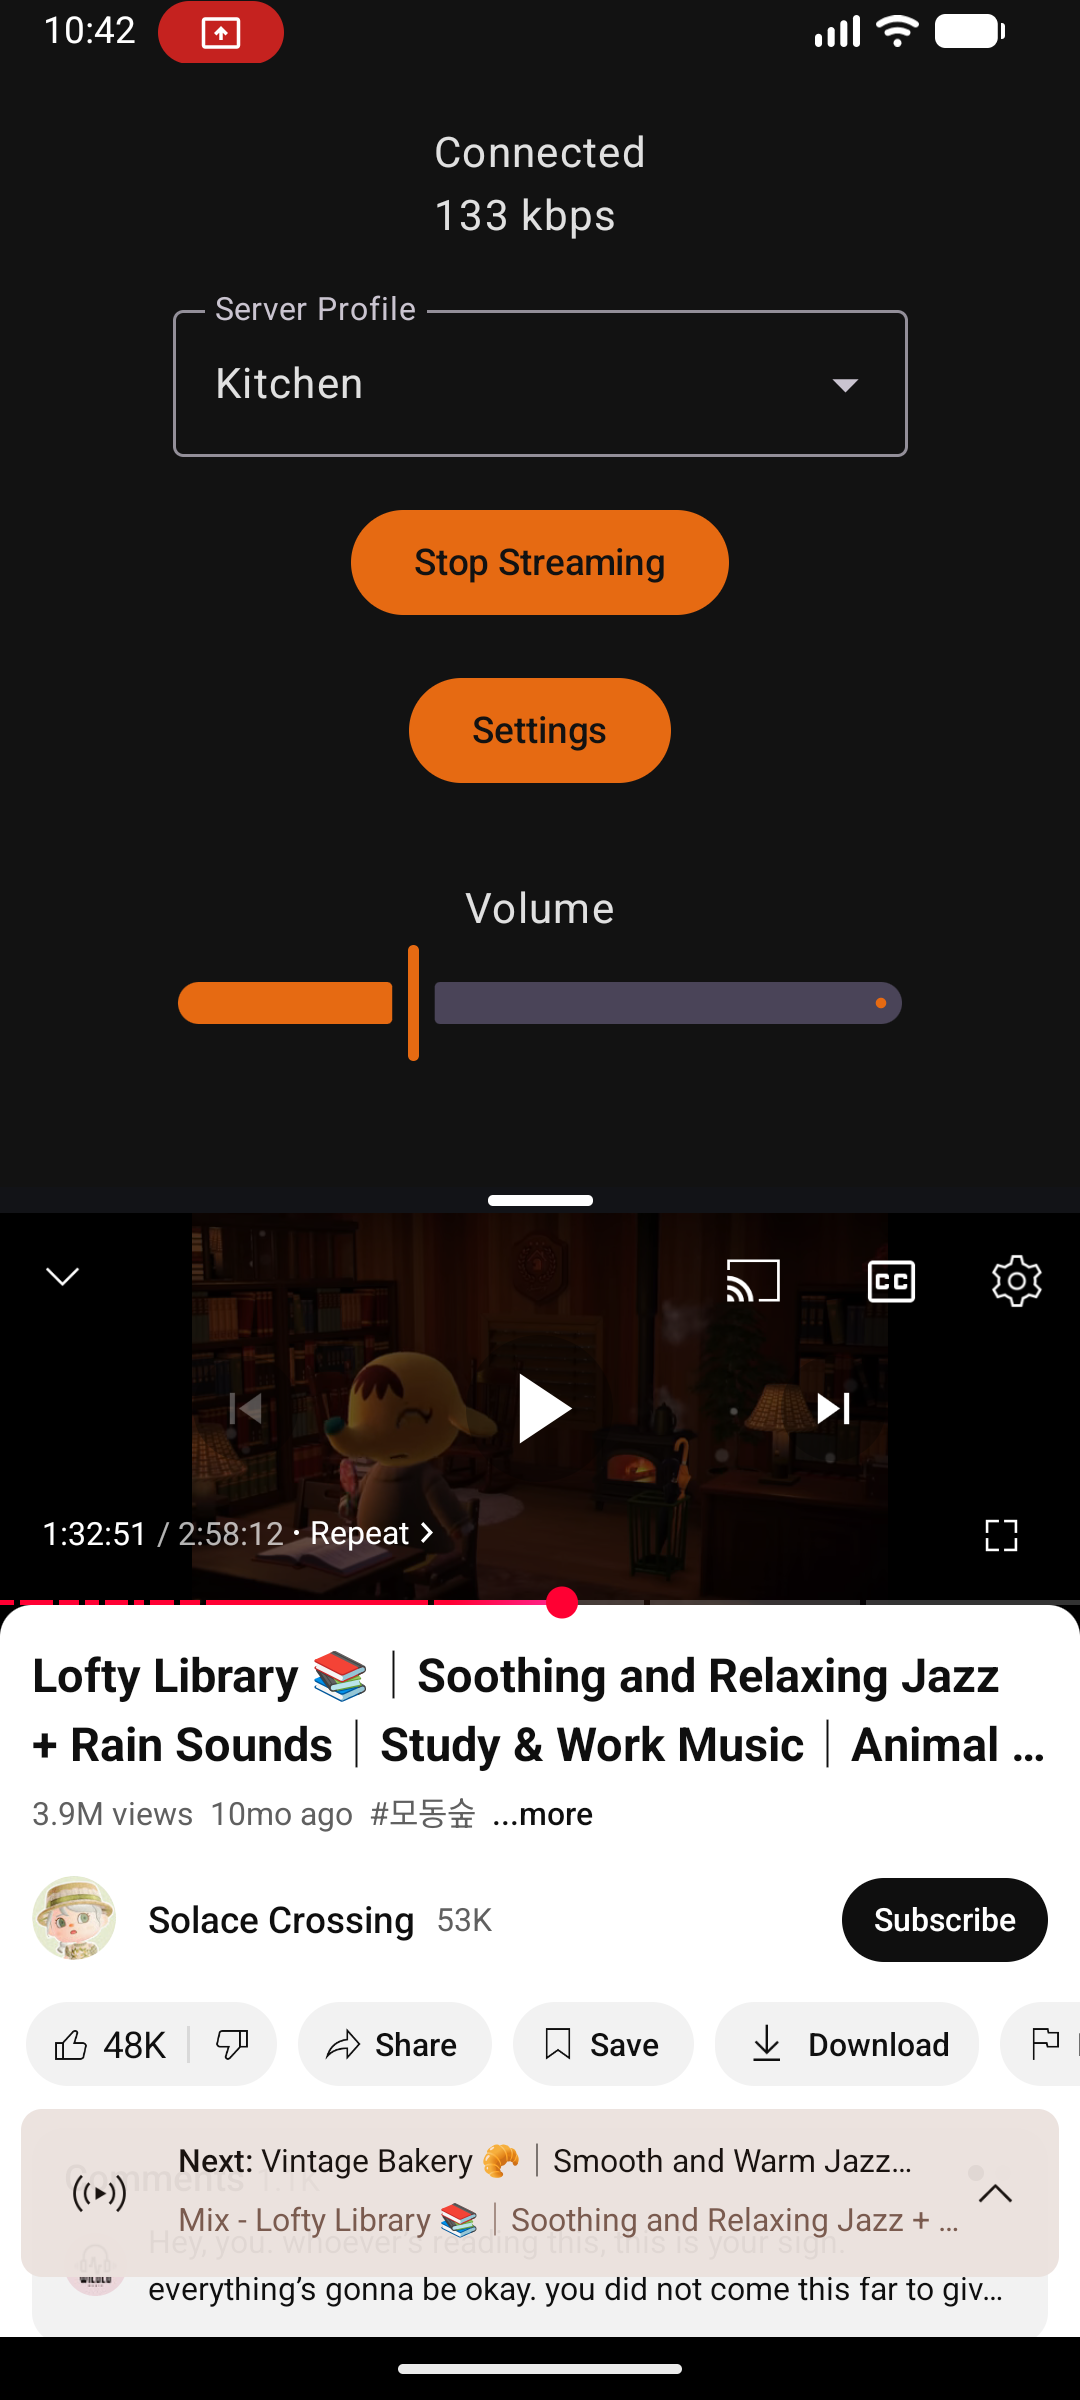 10:42
Connected
133 kbps
Server Profile
Kitchen
Stop Streaming
Settings
Volume
CC
1:32:51 / 2:58:12 · Repeat
Lofty Library 📚｜Soothing and Relaxing Jazz
+ Rain Sounds｜Study & Work Music｜Animal ...
3.9M views 10mo ago #모동숲 ...more
Solace Crossing 53K
Subscribe
48K
Share
Save
Download
Next: Vintage Bakery 🥐｜Smooth and Warm Jazz...
Mix - Lofty Library 📚｜Soothing and Relaxing Jazz + ...
Comments 1.1K
Hey, you. whoever's reading this, this is your sign.
everything's gonna be okay. you did not come this far to giv...